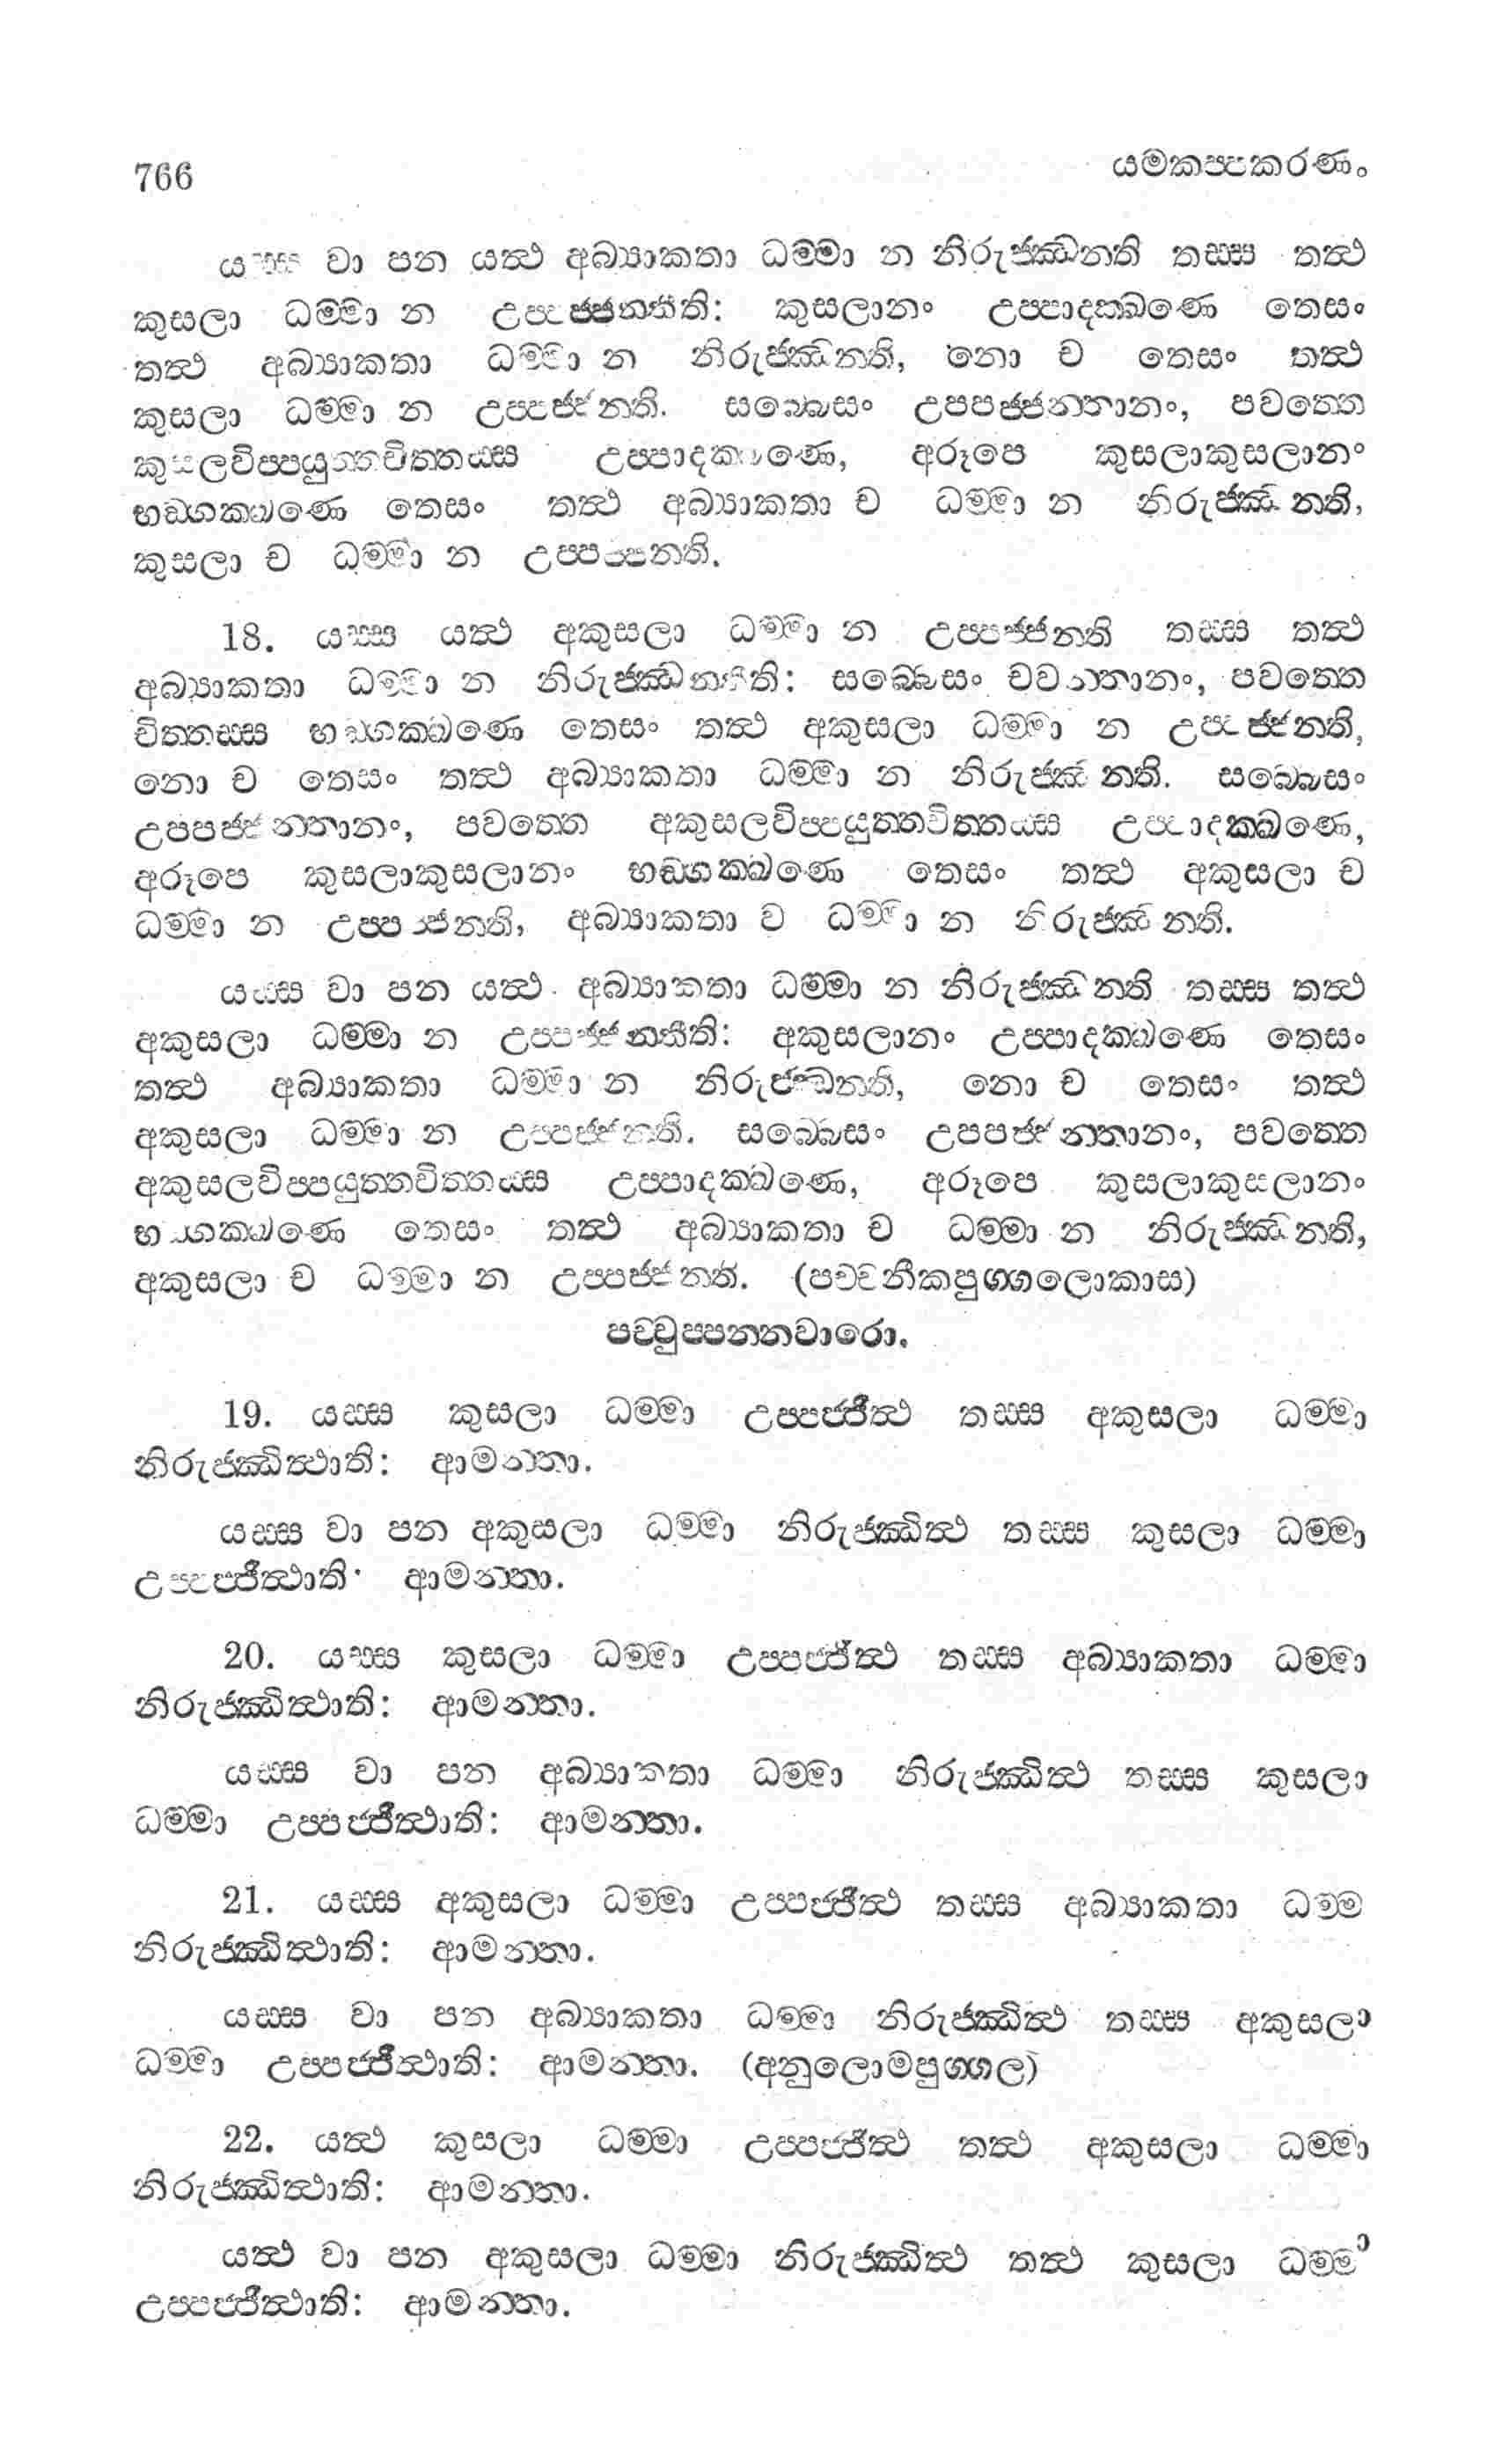 766
යමකප්පකරණං
යස්ස වා පන යත්ථ අබ්‍යාකතා ධම්මා න නිරුජ්ඣන්ති තස්ස තත්ථ
කුසලා ධම්මා න උප්පජ්ජන්තීති: කුසලානං උප්පාදක්ඛණෙ තෙසං
තත්ථ අබ්‍යාකතා ධම්මා න නිරුජ්ඣන්ති, නො ච තෙසං තත්ථ
කුසලා ධම්මා න උප්පජ්ජන්ති. සබ්බෙසං උපපජ්ජන්තානං, පවත්තෙ
කුසලවිප්පයුත්තචිත්තස්ස උප්පාදක්ඛණෙ, අරූපෙ කුසලාකුසලානං
භඞ්ගක්ඛණෙ තෙසං තත්ථ අබ්‍යාකතා ච ධම්මා න නිරුජ්ඣන්ති,
කුසලා ච ධම්මා න උප්පජ්ජන්ති.
18. යස්ස යත්ථ අකුසලා ධම්මා න උප්පජ්ජන්ති තස්ස තත්ථ
අබ්‍යාකතා ධම්මා න නිරුජ්ඣන්තීති: සබ්බෙසං චවන්තානං, පවත්තෙ
චිත්තස්ස භඞ්ගක්ඛණෙ තෙසං තත්ථ අකුසලා ධම්මා න උප්පජ්ජන්ති,
නො ච තෙසං තත්ථ අබ්‍යාකතා ධම්මා න නිරුජ්ඣන්ති. සබ්බෙසං
උපපජ්ජන්තානං, පවත්තෙ අකුසලවිප්පයුත්තචිත්තස්ස උප්පාදක්ඛණෙ,
අරූපෙ කුසලාකුසලානං භඞ්ගක්ඛණෙ තෙසං තත්ථ අකුසලා ච
ධම්මා න උප්පජ්ජන්ති, අබ්‍යාකතා ච ධම්මා න නිරුජ්ඣන්ති.
යස්ස වා පන යත්ථ අබ්‍යාකතා ධම්මා න නිරුජ්ඣන්ති තස්ස තත්ථ
අකුසලා ධම්මා න උප්පජ්ජන්තීති: අකුසලානං උප්පාදක්ඛණෙ තෙසං
තත්ථ අබ්‍යාකතා ධම්මා න නිරුජ්ඣන්ති, නො ච තෙසං තත්ථ
අකුසලා ධම්මා න උප්පජ්ජන්ති. සබ්බෙසං උපපජ්ජන්තානං, පවත්තෙ
අකුසලවිප්පයුත්තචිත්තස්ස උප්පාදක්ඛණෙ, අරූපෙ කුසලාකුසලානං
භඞ්ගක්ඛණෙ තෙසං තත්ථ අබ්‍යාකතා ච ධම්මා න නිරුජ්ඣන්ති,
අකුසලා ච ධම්මා න උප්පජ්ජන්ති. (පච්චනීකපුග්ගලොකාස)
පච්චුප්පන්නවාරො.
19. යස්ස කුසලා ධම්මා උප්පජ්ජිත්ථ තස්ස අකුසලා ධම්මා
නිරුජ්ඣිත්ථාති: ආමන්තා.
යස්ස වා පන අකුසලා ධම්මා නිරුජ්ඣිත්ථ තස්ස කුසලා ධම්මා
උප්පජ්ජිත්ථාති: ආමන්තා.
20. යස්ස කුසලා ධම්මා උප්පජ්ජිත්ථ තස්ස අබ්‍යාකතා ධම්මා
නිරුජ්ඣිත්ථාති: ආමන්තා.
යස්ස වා පන අබ්‍යාකතා ධම්මා නිරුජ්ඣිත්ථ තස්ස කුසලා
ධම්මා උප්පජ්ජිත්ථාති: ආමන්තා.
21. යස්ස අකුසලා ධම්මා උප්පජ්ජිත්ථ තස්ස අබ්‍යාකතා ධම්ම
නිරුජ්ඣිත්ථාති: ආමන්තා.
යස්ස වා පන අබ්‍යාකතා ධම්මා නිරුජ්ඣිත්ථ තස්ස අකුසලා
ධම්මා උප්පජ්ජිත්ථාති: ආමන්තා. (අනුලොමපුග්ගල)
22. යත්ථ කුසලා ධම්මා උප්පජ්ජිත්ථ තත්ථ අකුසලා ධම්මා
නිරුජ්ඣිත්ථාති: ආමන්තා.
යත්ථ වා පන අකුසලා ධම්මා නිරුජ්ඣිත්ථ තත්ථ කුසලා ධම්මා
උප්පජ්ජිත්ථාති: ආමන්තා.